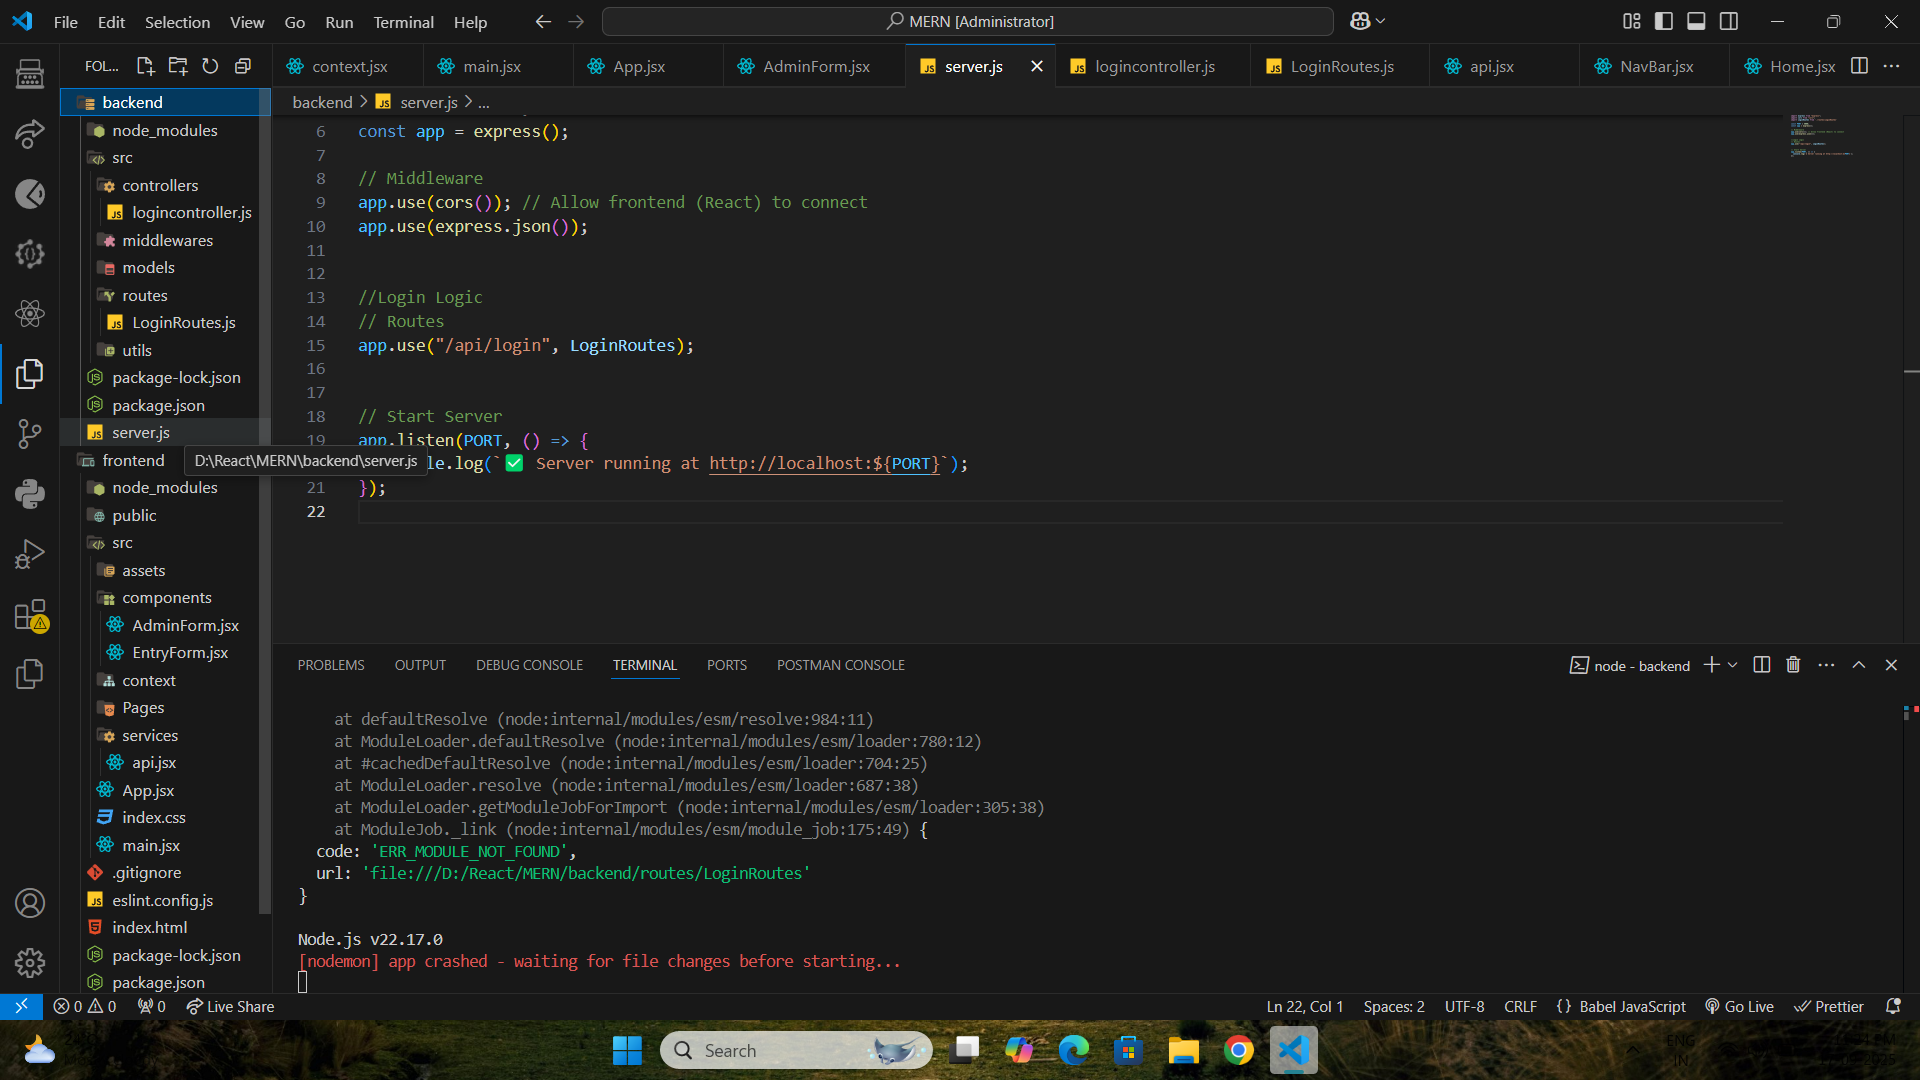 File Edit Selection View Go Run Terminal Help
MERN [Administrator]
FOL...
context.jsx
main.jsx
App.jsx
AdminForm.jsx
server.js
logincontroller.js
LoginRoutes.js
api.jsx
NavBar.jsx
Home.jsx
backend > server.js > ...
backend
node_modules
src
controllers
logincontroller.js
middlewares
models
routes
LoginRoutes.js
utils
package-lock.json
package.json
server.js
frontend
D:\React\MERN\backend\server.js
node_modules
public
src
assets
components
AdminForm.jsx
EntryForm.jsx
context
Pages
services
api.jsx
App.jsx
index.css
main.jsx
.gitignore
eslint.config.js
index.html
package-lock.json
package.json
6 const app = express();
7
8 // Middleware
9 app.use(cors()); // Allow frontend (React) to connect
10 app.use(express.json());
11
12
13 //Login Logic
14 // Routes
15 app.use("/api/login", LoginRoutes);
16
17
18 // Start Server
19 app.listen(PORT, () => {
le.log(`✅ Server running at http://localhost:${PORT}`);
21 });
22
PROBLEMS OUTPUT DEBUG CONSOLE TERMINAL PORTS POSTMAN CONSOLE
node - backend
at defaultResolve (node:internal/modules/esm/resolve:984:11)
at ModuleLoader.defaultResolve (node:internal/modules/esm/loader:780:12)
at #cachedDefaultResolve (node:internal/modules/esm/loader:704:25)
at ModuleLoader.resolve (node:internal/modules/esm/loader:687:38)
at ModuleLoader.getModuleJobForImport (node:internal/modules/esm/loader:305:38)
at ModuleJob._link (node:internal/modules/esm/module_job:175:49) {
code: 'ERR_MODULE_NOT_FOUND',
url: 'file:///D:/React/MERN/backend/routes/LoginRoutes'
}
Node.js v22.17.0
[nodemon] app crashed - waiting for file changes before starting...
0 0 0 Live Share
Ln 22, Col 1 Spaces: 2 UTF-8 CRLF {} Babel JavaScript Go Live Prettier
Search
ENG
IN